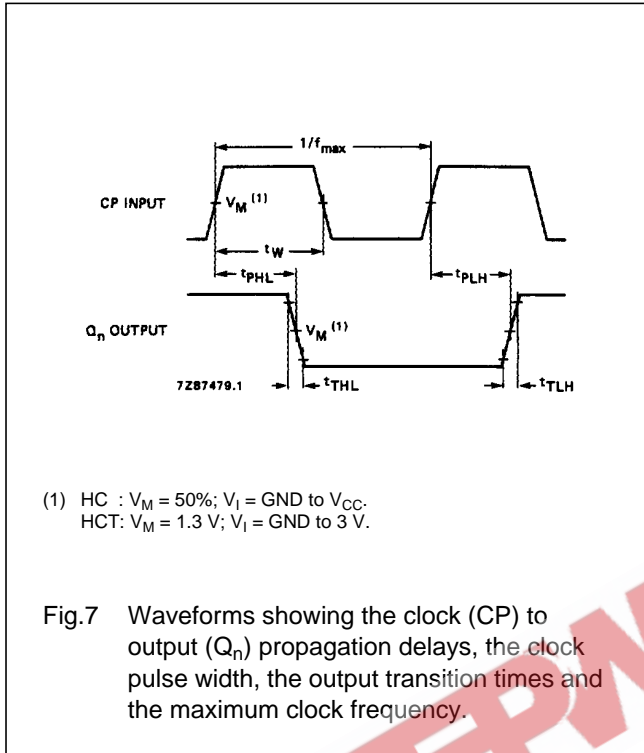 1/fmax
CP INPUT
VM (1)
tW
tPHL
tPLH
Qn OUTPUT
VM (1)
7Z87479.1
tTHL
tTLH
(1) HC : VM = 50%; VI = GND to VCC.
HCT: VM = 1.3 V; VI = GND to 3 V.
Fig.7 Waveforms showing the clock (CP) to
output (Qn) propagation delays, the clock
pulse width, the output transition times and
the maximum clock frequency.